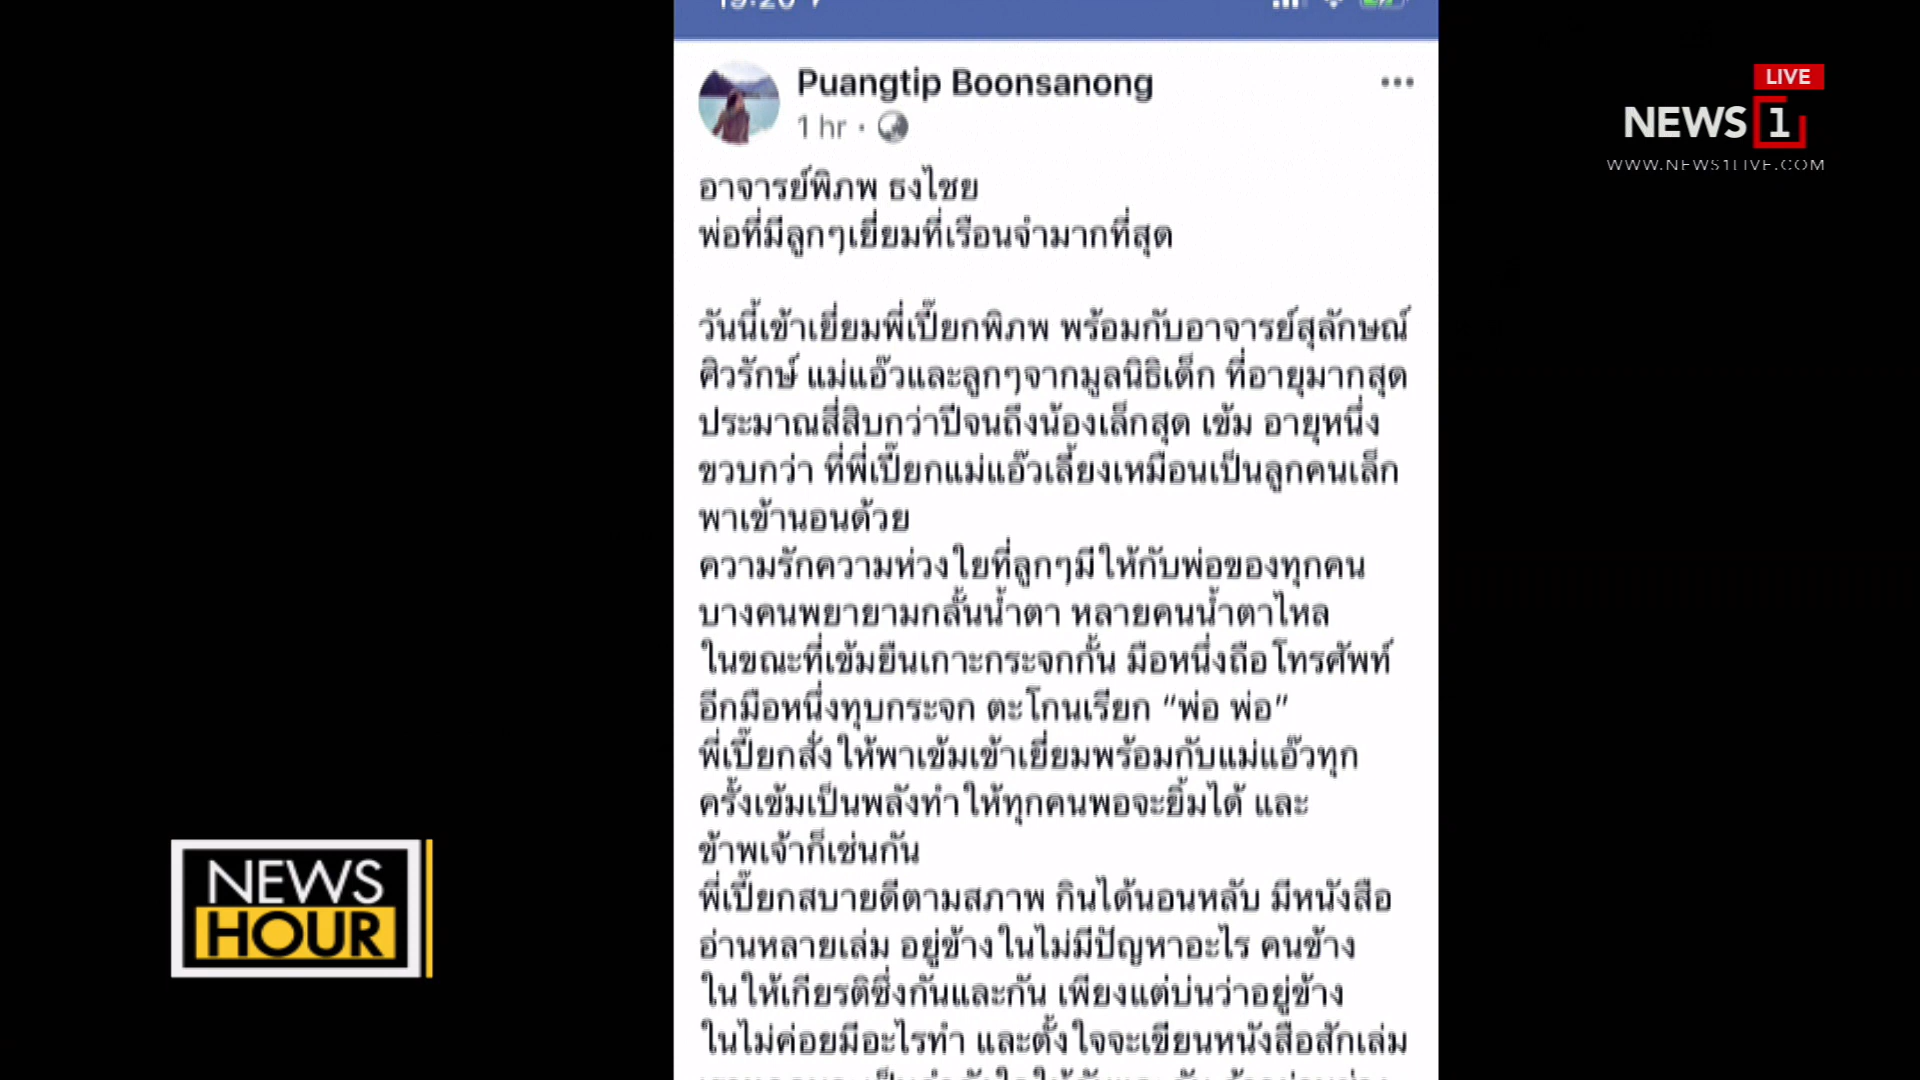 Puangtip Boonsanong
1 hr
อาจารย์พิภพ ธงไชย
พ่อที่มีลูกๆเยี่ยมที่เรือนจำมากที่สุด
วันนี้เข้าเยี่ยมพี่เปี๊ยกพิภพ พร้อมกับอาจารย์สุลักษณ์
ศิวรักษ์ แม่แอ๊วและลูกๆจากมูลนิธิเด็ก ที่อายุมากสุด
ประมาณสี่สิบกว่าปีจนถึงน้องเล็กสุด เข้ม อายุหนึ่ง
ขวบกว่า ที่พี่เปี๊ยกแม่แอ๊วเลี้ยงเหมือนเป็นลูกคนเล็ก
พาเข้านอนด้วย
ความรักความห่วงใยที่ลูกๆมีให้กับพ่อของทุกคน
บางคนพยายามกลั้นน้ำตา หลายคนน้ำตาไหล
ในขณะที่เข้มยืนเกาะกระจกกั้น มือหนึ่งถือโทรศัพท์
อีกมือหนึ่งทุบกระจก ตะโกนเรียก "พ่อ พ่อ"
พี่เปี๊ยกสั่งให้พาเข้มเข้าเยี่ยมพร้อมกับแม่แอ๊วทุก
ครั้งเข้มเป็นพลังทำให้ทุกคนพอจะยิ้มได้ และ
ข้าพเจ้าก็เช่นกัน
พี่เปี๊ยกสบายดีตามสภาพ กินได้นอนหลับ มีหนังสือ
อ่านหลายเล่ม อยู่ข้างในไม่มีปัญหาอะไร คนข้าง
ในให้เกียรติซึ่งกันและกัน เพียงแต่บ่นว่าอยู่ข้าง
ในไม่ค่อยมีอะไรทำ และตั้งใจจะเขียนหนังสือสักเล่ม
LIVE
NEWS 1
WWW.NEWS1LIVE.COM
NEWS
HOUR